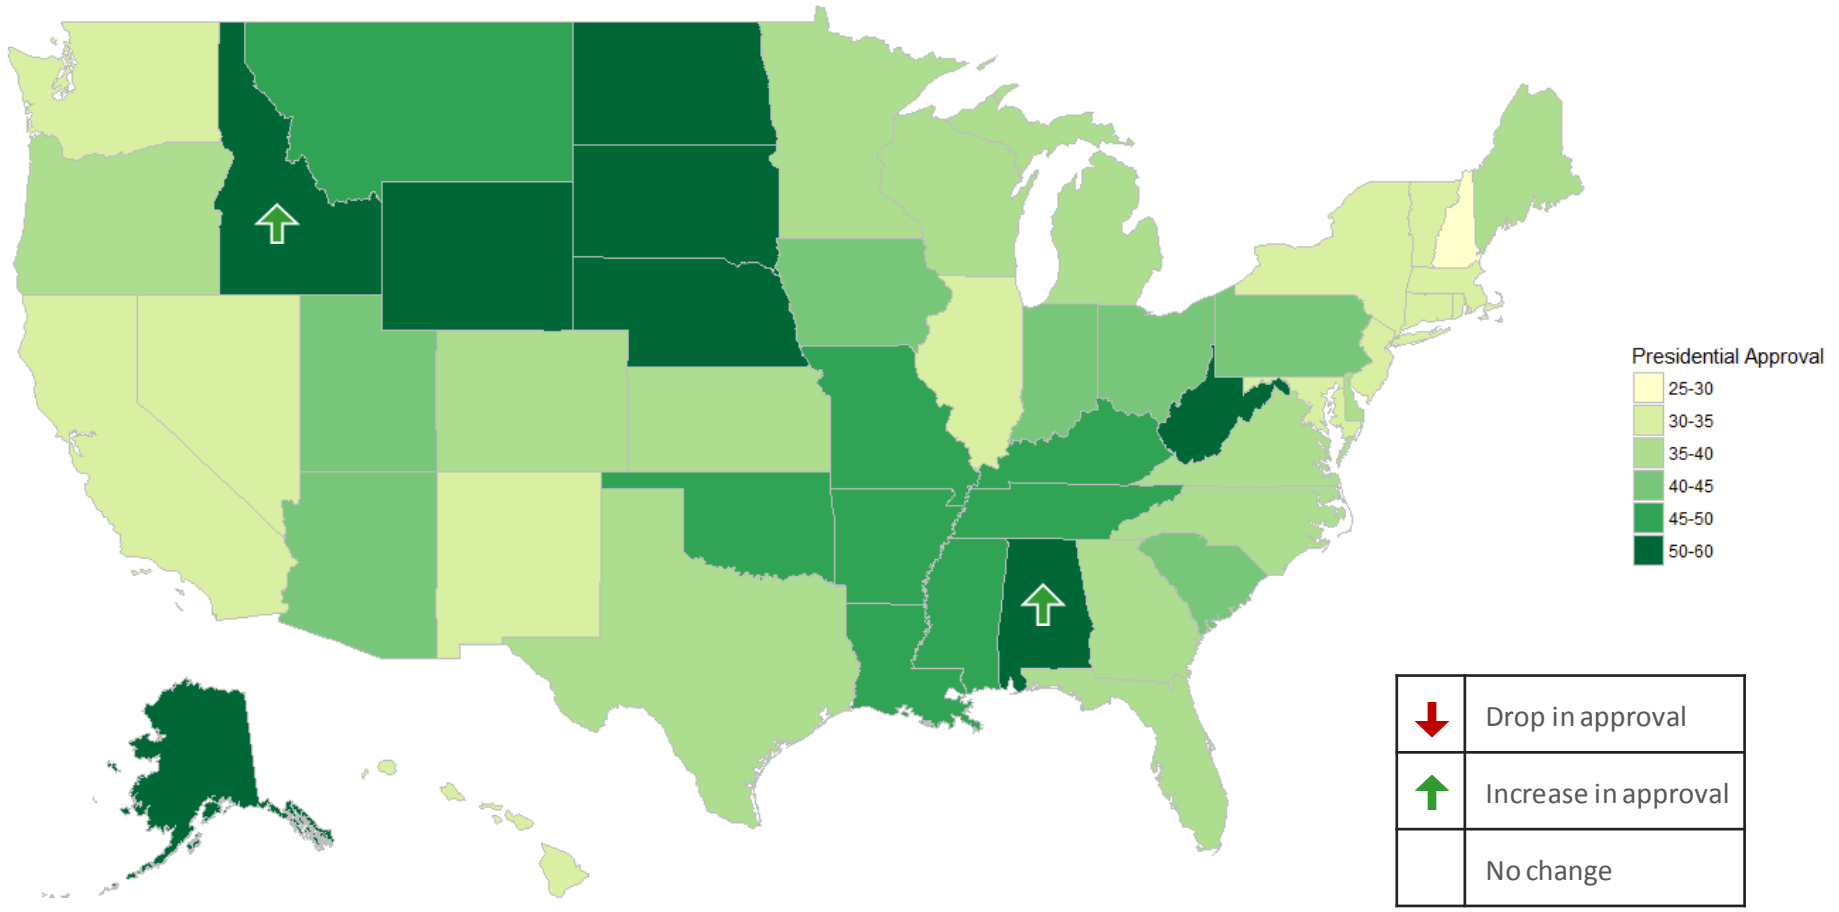 Presidential Approval
25-30
30-35
35-40
40-45
45-50
50-60
Drop in approval
Increase in approval
No change